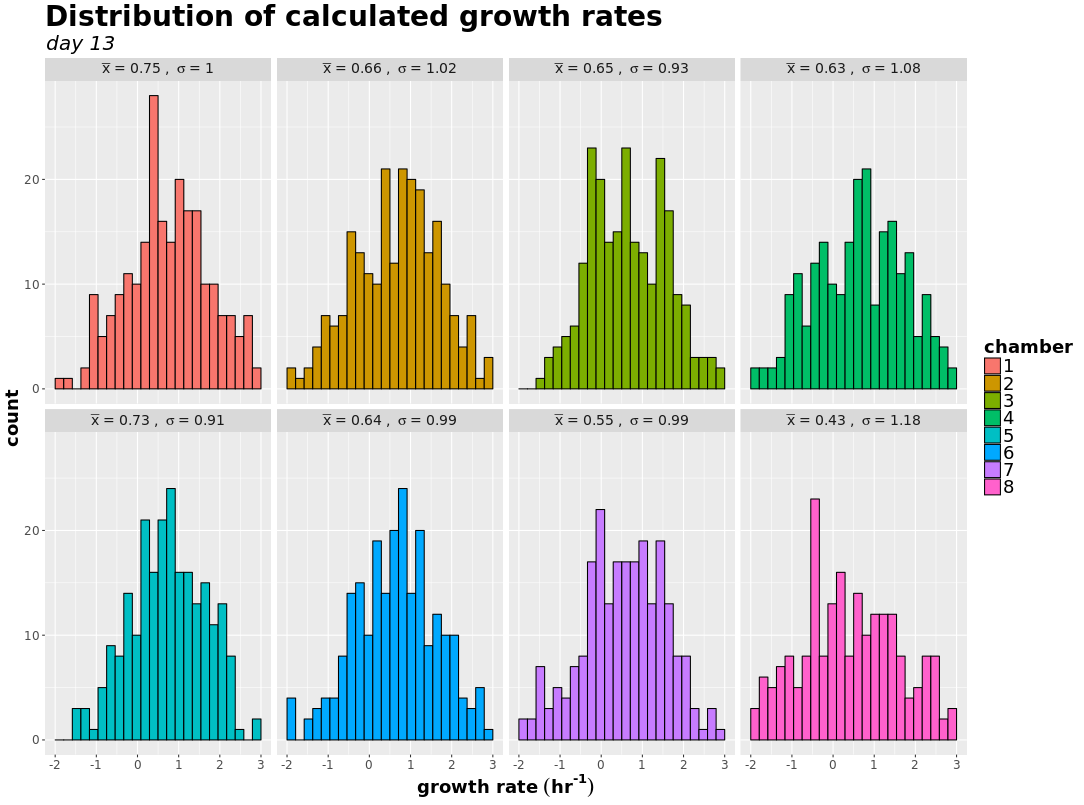 Distribution of calculated growth rates
day 13
x̅ = 0.75 , σ = 1
x̅ = 0.66 , σ = 1.02
x̅ = 0.65 , σ = 0.93
x̅ = 0.63 , σ = 1.08
20
10
0
count
x̅ = 0.73 , σ = 0.91
x̅ = 0.64 , σ = 0.99
x̅ = 0.55 , σ = 0.99
x̅ = 0.43 , σ = 1.18
20
10
0
-2 -1 0 1 2 3
-2 -1 0 1 2 3
-2 -1 0 1 2 3
-2 -1 0 1 2 3
growth rate (hr⁻¹)
chamber
1
2
3
4
5
6
7
8